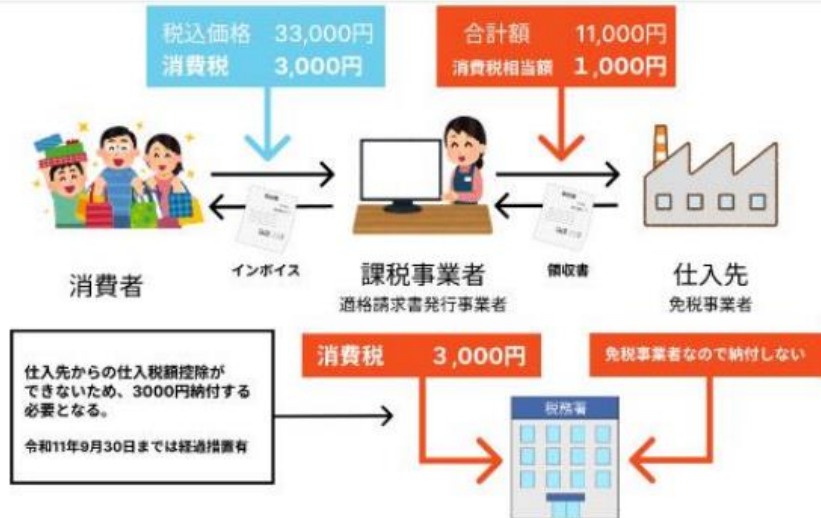 税込価格 33,000円
消費税 3,000円
合計額 11,000円
消費税相当額 1,000円
インボイス
領収書
消費者
課税事業者
適格請求書発行事業者
仕入先
免税事業者
仕入先からの仕入税額控除が
できないため、3000円納付する
必要となる。
令和11年9月30日までは経過措置有
消費税 3,000円
免税事業者なので納付しない
税務署